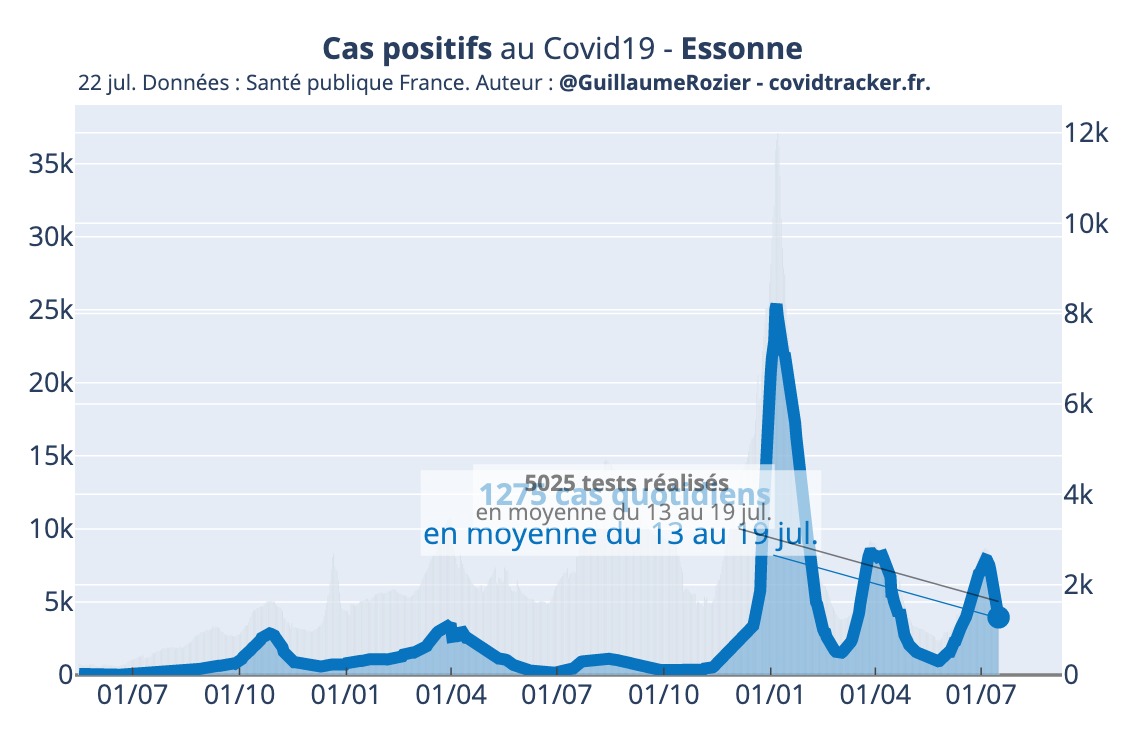 Cas positifs au Covid19 - Essonne
22 jul. Données : Santé publique France. Auteur : @GuillaumeRozier - covidtracker.fr.
12k
35k
10k
30k
8k
25k
20k
6k
15k
5025 tests réalisés
1275 cas quotidiens
4k
en moyenne du 13 au 19 jul.
10k
en moyenne du 13 au 19 jul.
2k
5k
0
0
01/07 01/10 01/01 01/04 01/07 01/10 01/01 01/04 01/07